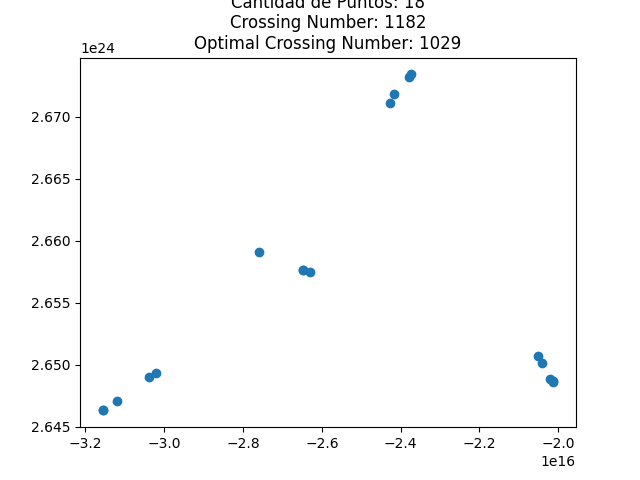 Cantidad de Puntos: 18
Crossing Number: 1182
Optimal Crossing Number: 1029
1e24
2.670
2.665
2.660
2.655
2.650
2.645
−3.2 −3.0 −2.8 −2.6 −2.4 −2.2 −2.0
1e16